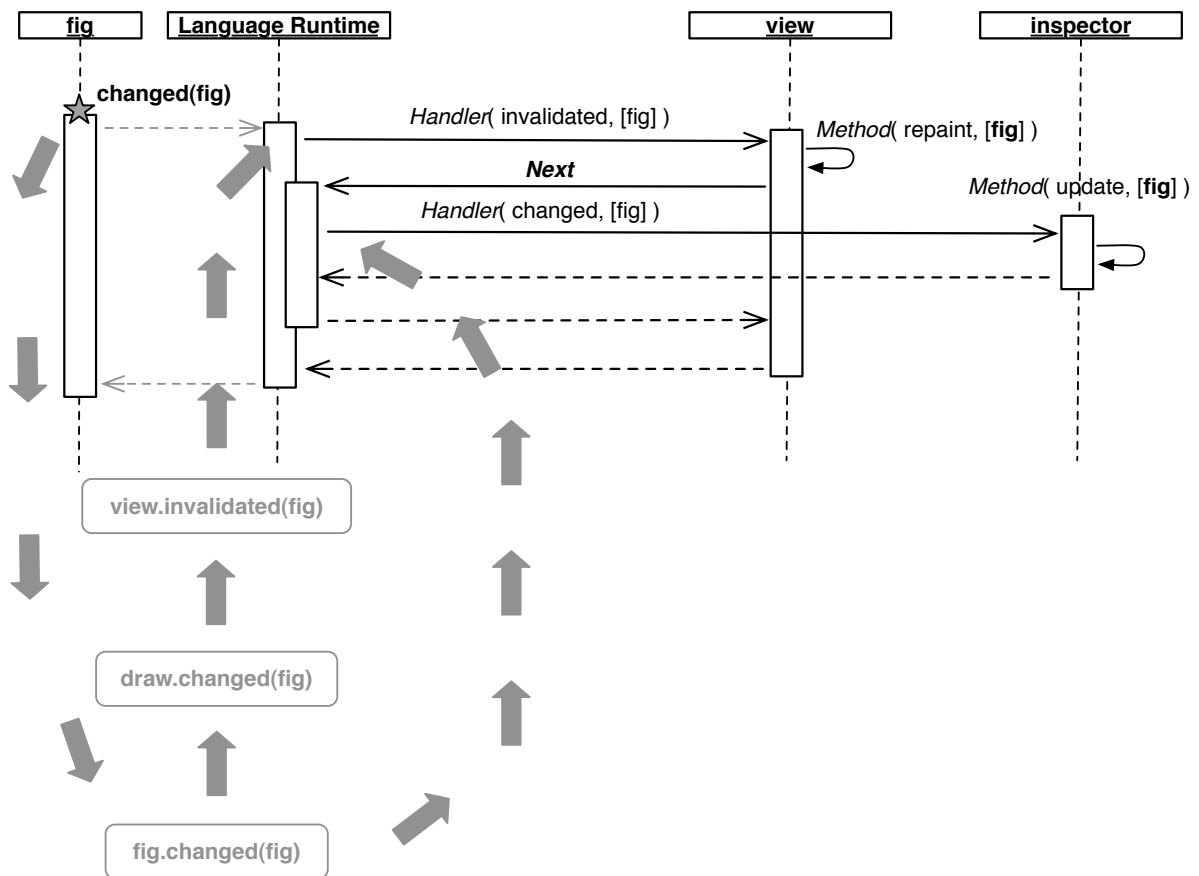 fig Language Runtime view inspector
changed(fig)
Handler( invalidated, [fig] )
Method( repaint, [fig] )
Next
Method( update, [fig] )
Handler( changed, [fig] )
view.invalidated(fig)
draw.changed(fig)
fig.changed(fig)